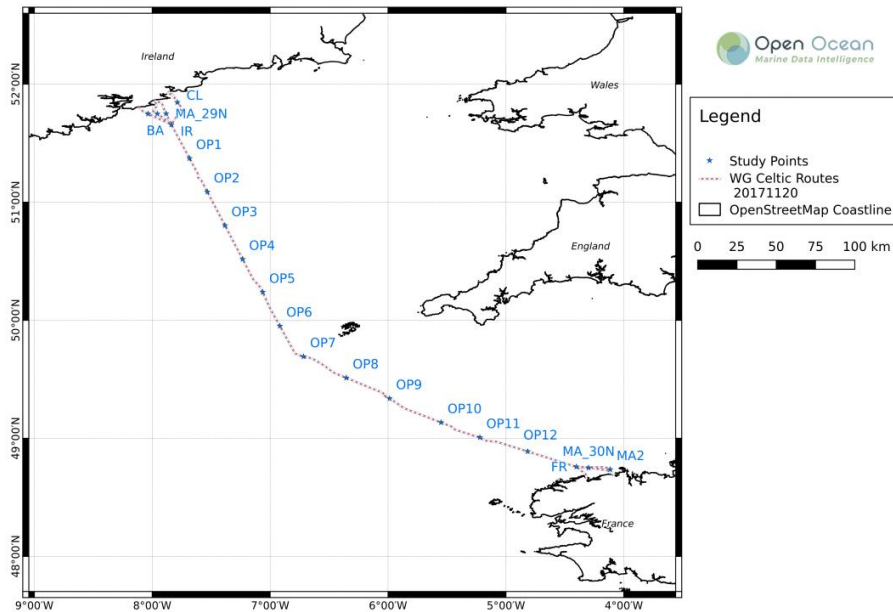 Ireland
Open Ocean
Marine Data Intelligence
52°00'N
Wales
CL
MA_29N
BA
IR
OP1
OP2
51°00'N
OP3
OP4
England
OP5
OP6
50°00'N
OP7
OP8
OP9
OP10
OP11
OP12
49°00'N
MA_30N
FR
MA2
France
48°00'N
9°00'W
8°00'W
7°00'W
6°00'W
5°00'W
4°00'W
Legend
Study Points
WG Celtic Routes
20171120
OpenStreetMap Coastline
0 25 50 75 100 km